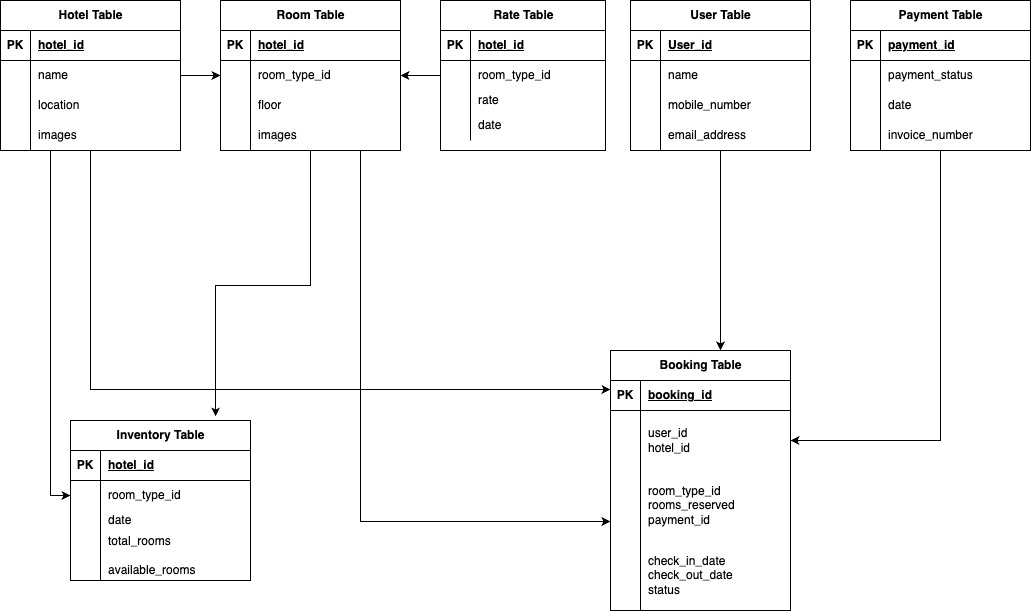 Hotel Table
PK hotel_id
name
location
images
Room Table
PK hotel_id
room_type_id
floor
images
Rate Table
PK hotel_id
room_type_id
rate
date
User Table
PK User_id
name
mobile_number
email_address
Payment Table
PK payment_id
payment_status
date
invoice_number
Inventory Table
PK hotel_id
room_type_id
date
total_rooms
available_rooms
Booking Table
PK booking_id
user_id
hotel_id
room_type_id
rooms_reserved
payment_id
check_in_date
check_out_date
status